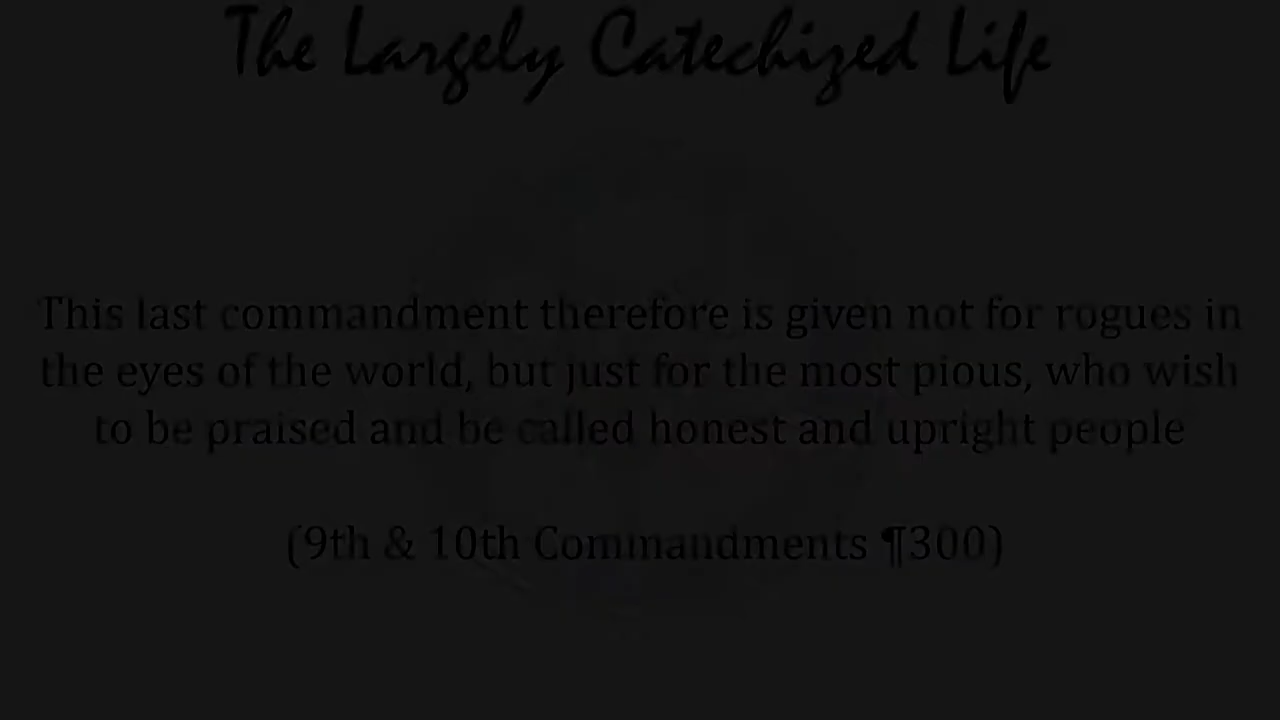 The Largely Catechized Life
This last commandment therefore is given not for rogues in
the eyes of the world, but just for the most pious, who wish
to be praised and be called honest and upright people
(9th & 10th Commandments ¶300)